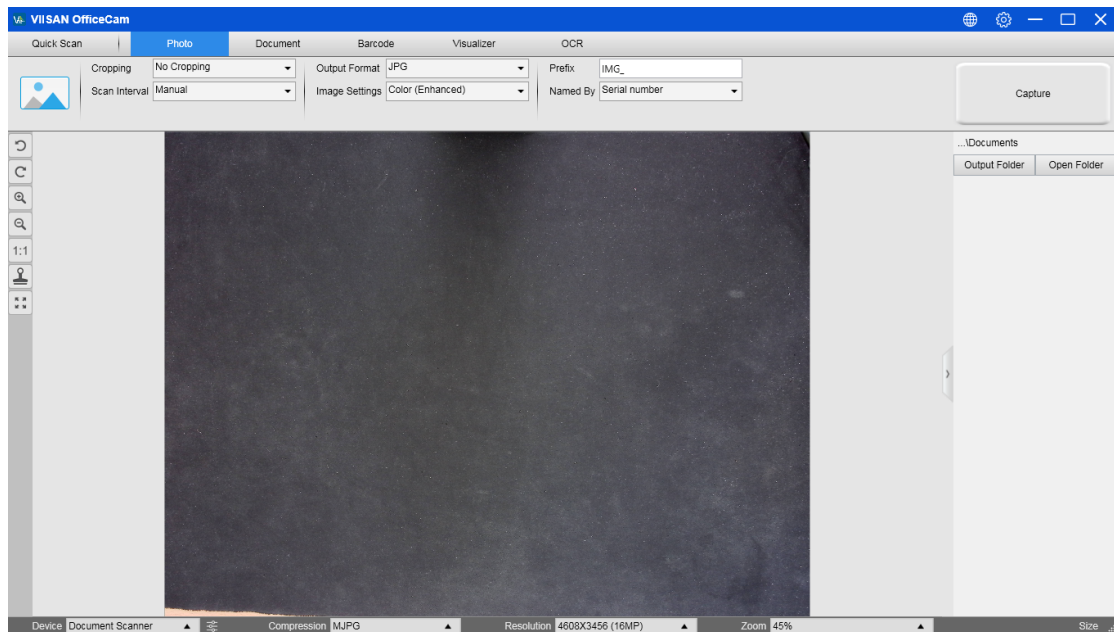 VIISAN OfficeCam
Quick Scan Photo Document Barcode Visualizer OCR
Cropping No Cropping Output Format JPG Prefix IMG_
Scan Interval Manual Image Settings Color (Enhanced) Named By Serial number
Capture
...\Documents
Output Folder Open Folder
1:1
Device Document Scanner Compression MJPG Resolution 4608X3456 (16MP) Zoom 45% Size